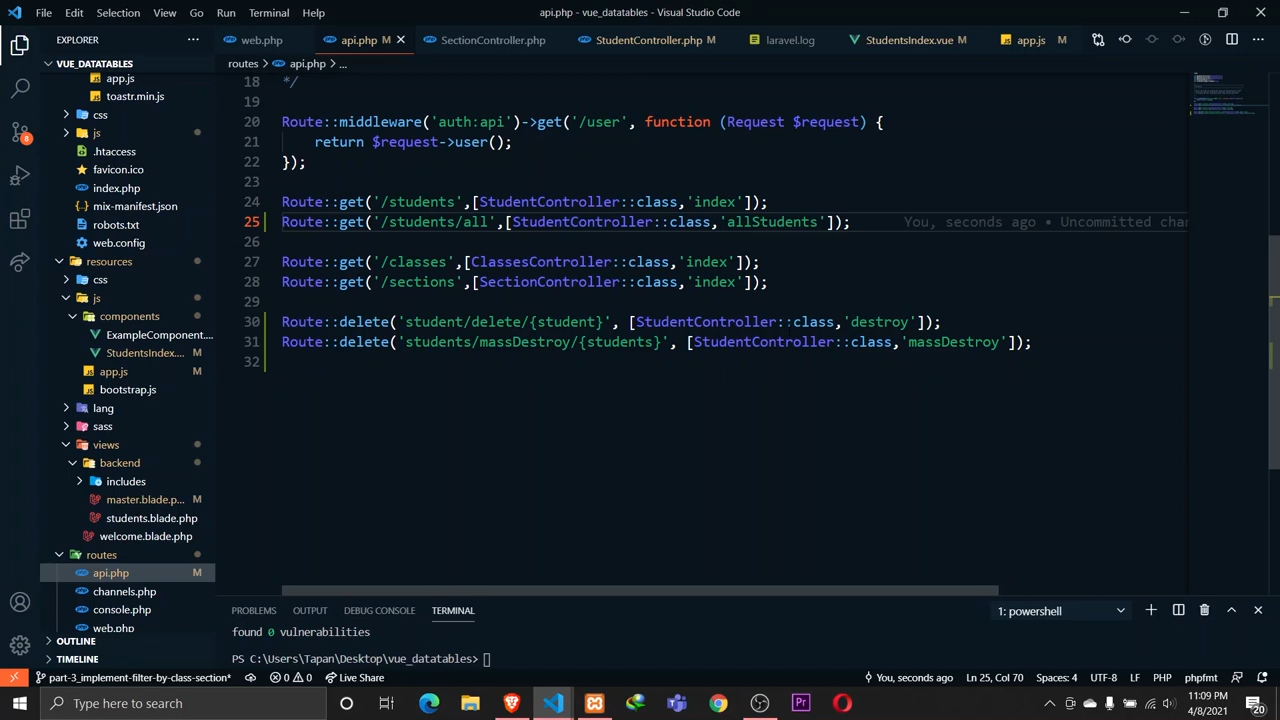 File Edit Selection View Go Run Terminal Help
api.php - vue_datatables - Visual Studio Code
EXPLORER
web.php
api.php M
SectionController.php
StudentController.php M
laravel.log
StudentsIndex.vue M
app.js M
VUE_DATATABLES
app.js
toastr.min.js
css
js
.htaccess
favicon.ico
index.php
mix-manifest.json
robots.txt
web.config
resources
css
js
components
ExampleComponent...
StudentsIndex.... M
app.js M
bootstrap.js
lang
sass
views
backend
includes
master.blade.p... M
students.blade.php
welcome.blade.php
routes
api.php M
channels.php
console.php
web.php
OUTLINE
TIMELINE
routes > api.php > ...
18 */
19
20 Route::middleware('auth:api')->get('/user', function (Request $request) {
21 return $request->user();
22 });
23
24 Route::get('/students',[StudentController::class,'index']);
25 Route::get('/students/all',[StudentController::class,'allStudents']); You, seconds ago • Uncommitted chan
26
27 Route::get('/classes',[ClassesController::class,'index']);
28 Route::get('/sections',[SectionController::class,'index']);
29
30 Route::delete('student/delete/{student}', [StudentController::class,'destroy']);
31 Route::delete('students/massDestroy/{students}', [StudentController::class,'massDestroy']);
32
PROBLEMS OUTPUT DEBUG CONSOLE TERMINAL
1: powershell
found 0 vulnerabilities
PS C:\Users\Tapan\Desktop\vue_datatables>
8
part-3_implement-filter-by-class-section* 0 0 Live Share
You, seconds ago Ln 25, Col 70 Spaces: 4 UTF-8 LF PHP phpfmt
Type here to search
11:09 PM
4/8/2021
20